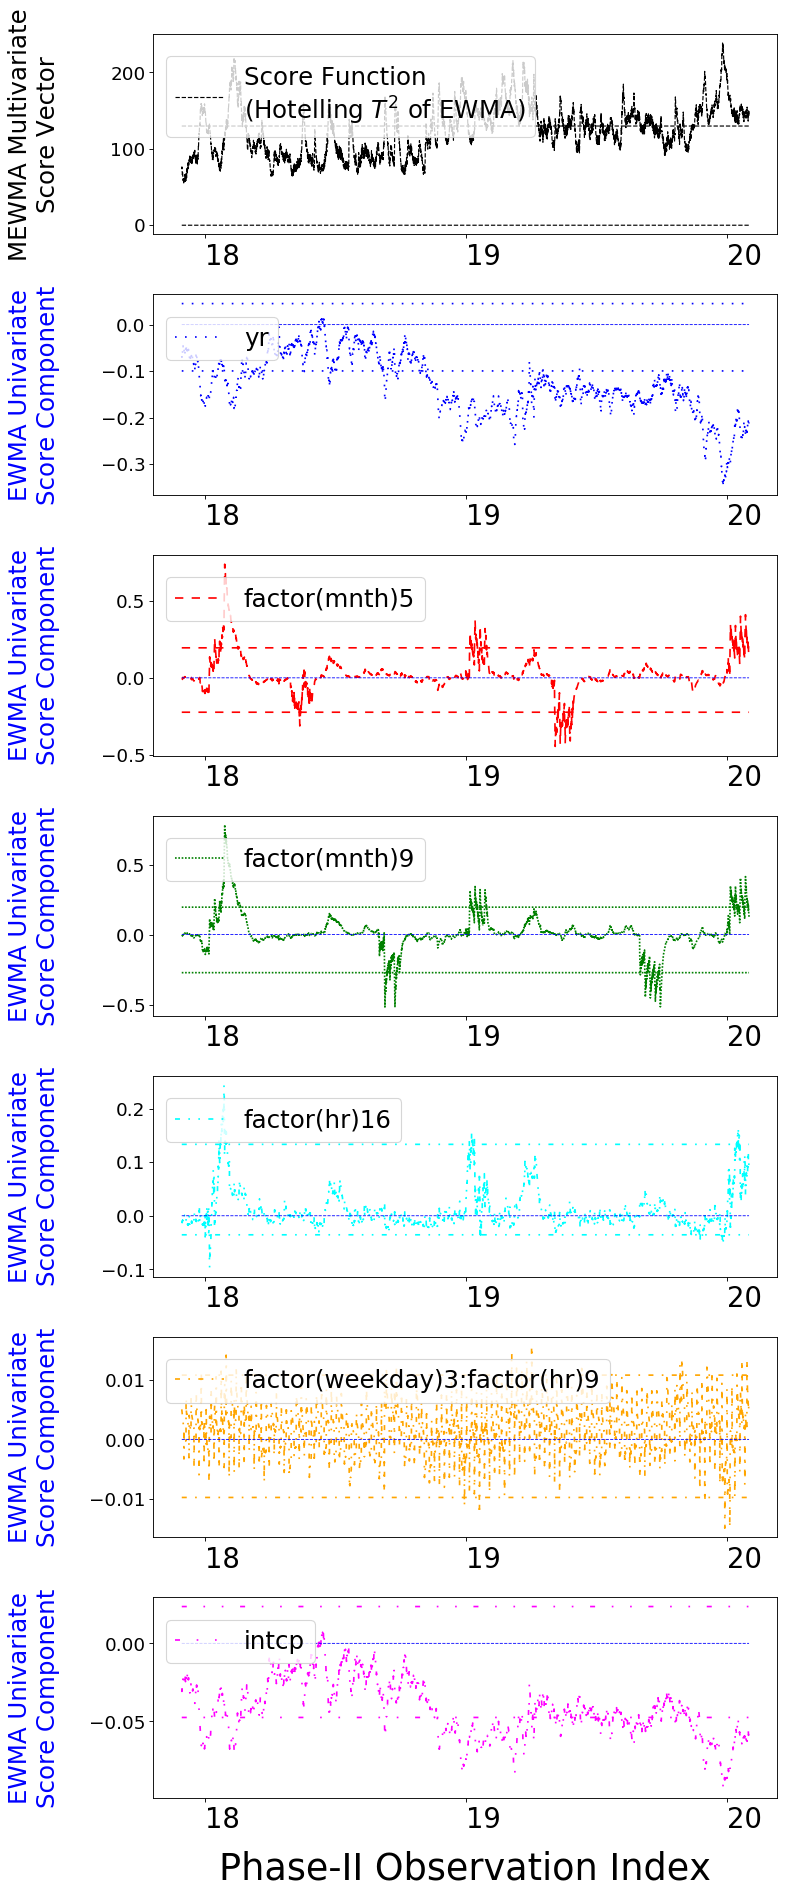 MEWMA Multivariate
Score Vector
Score Function
(Hotelling T² of EWMA)
200
100
0
18 19 20
EWMA Univariate
Score Component
yr
0.0
−0.1
−0.2
−0.3
18 19 20
EWMA Univariate
Score Component
factor(mnth)5
0.5
0.0
−0.5
18 19 20
EWMA Univariate
Score Component
factor(mnth)9
0.5
0.0
−0.5
18 19 20
EWMA Univariate
Score Component
factor(hr)16
0.2
0.1
0.0
−0.1
18 19 20
EWMA Univariate
Score Component
factor(weekday)3:factor(hr)9
0.01
0.00
−0.01
18 19 20
EWMA Univariate
Score Component
intcp
0.00
−0.05
18 19 20
Phase-II Observation Index